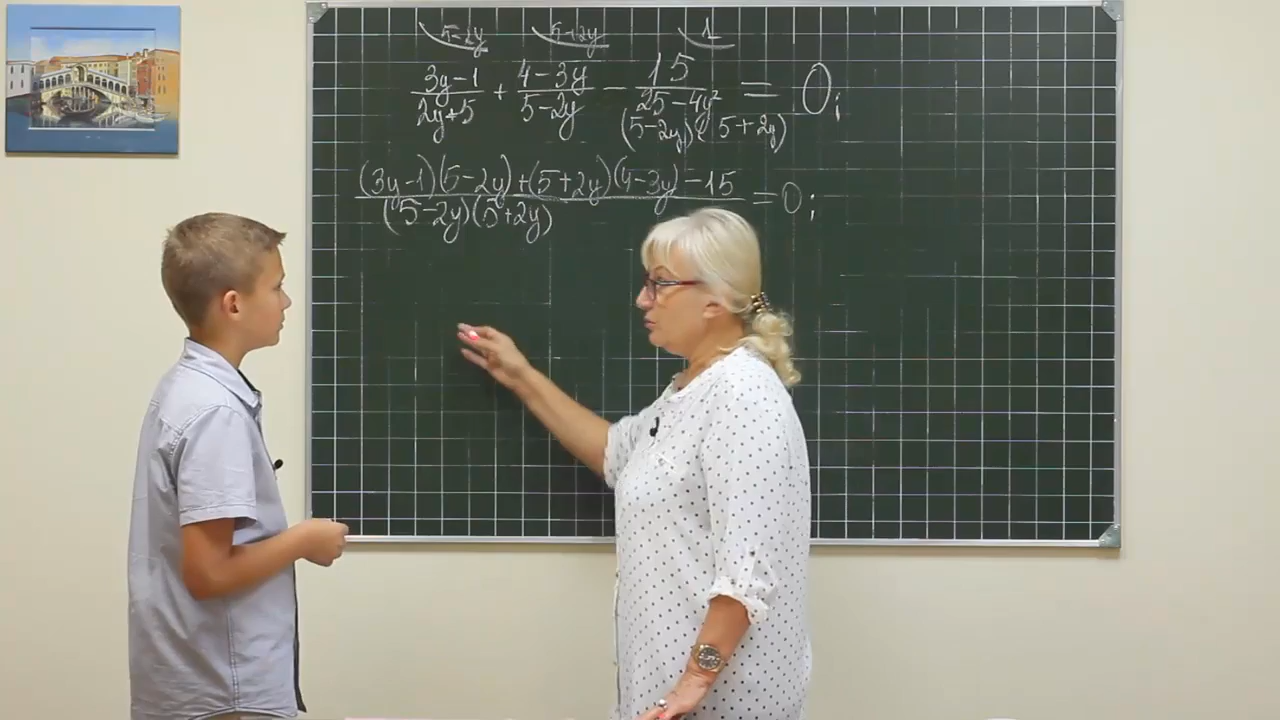 5-2y 5+2y 1
(3y-1)/(2y+5) + (4-3y)/(5-2y) - 15/(25-4y²) = 0;
(5-2y)(5+2y)
((3y-1)(5-2y)+(5+2y)(4-3y)-15)/((5-2y)(5+2y)) = 0;